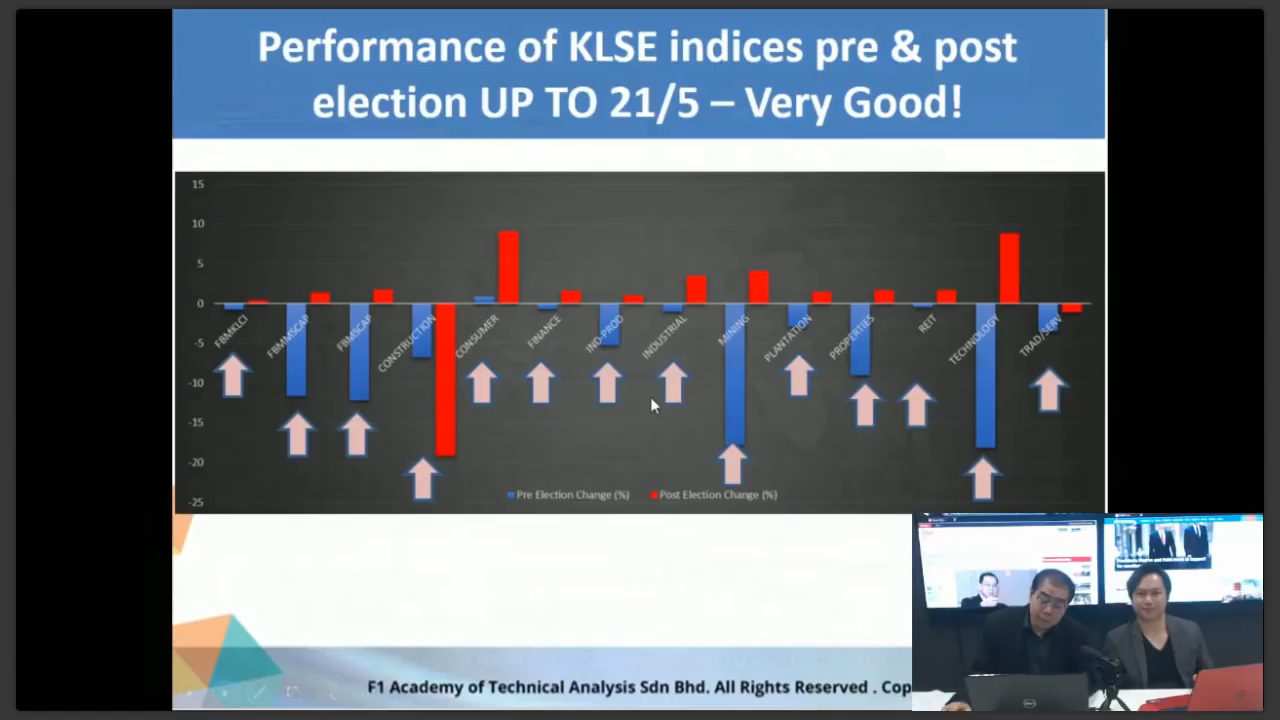 Performance of KLSE indices pre & post
election UP TO 21/5 – Very Good!
15
10
5
0
-5
-10
-15
-20
-25
FBMKLCI
FBMMSCAP
FBMSCAP
CONSTRUCTION
CONSUMER
FINANCE
IND-PROD
INDUSTRIAL
MINING
PLANTATION
PROPERTIES
REIT
TECHNOLOGY
TRAD/SERV
Pre Election Change (%)
Post Election Change (%)
F1 Academy of Technical Analysis Sdn Bhd. All Rights Reserved . Cop